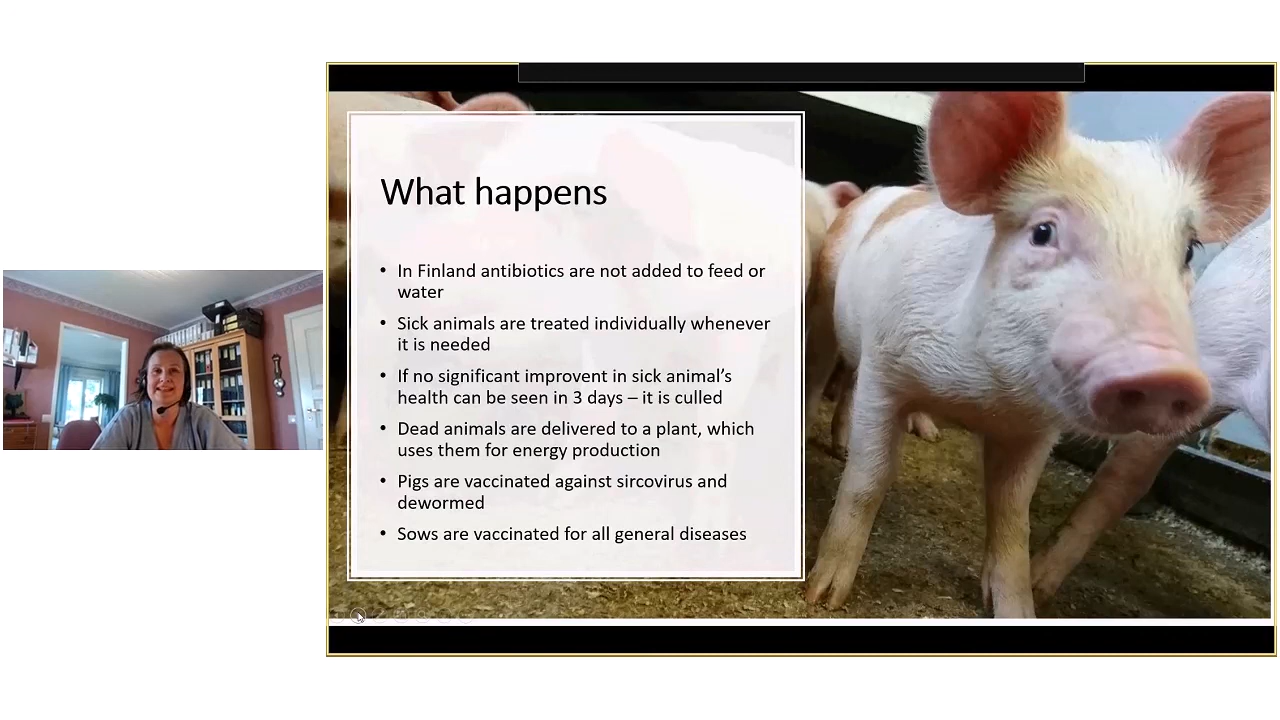 What happens
• In Finland antibiotics are not added to feed or
water
• Sick animals are treated individually whenever
it is needed
• If no significant improvent in sick animal’s
health can be seen in 3 days – it is culled
• Dead animals are delivered to a plant, which
uses them for energy production
• Pigs are vaccinated against sircovirus and
dewormed
• Sows are vaccinated for all general diseases